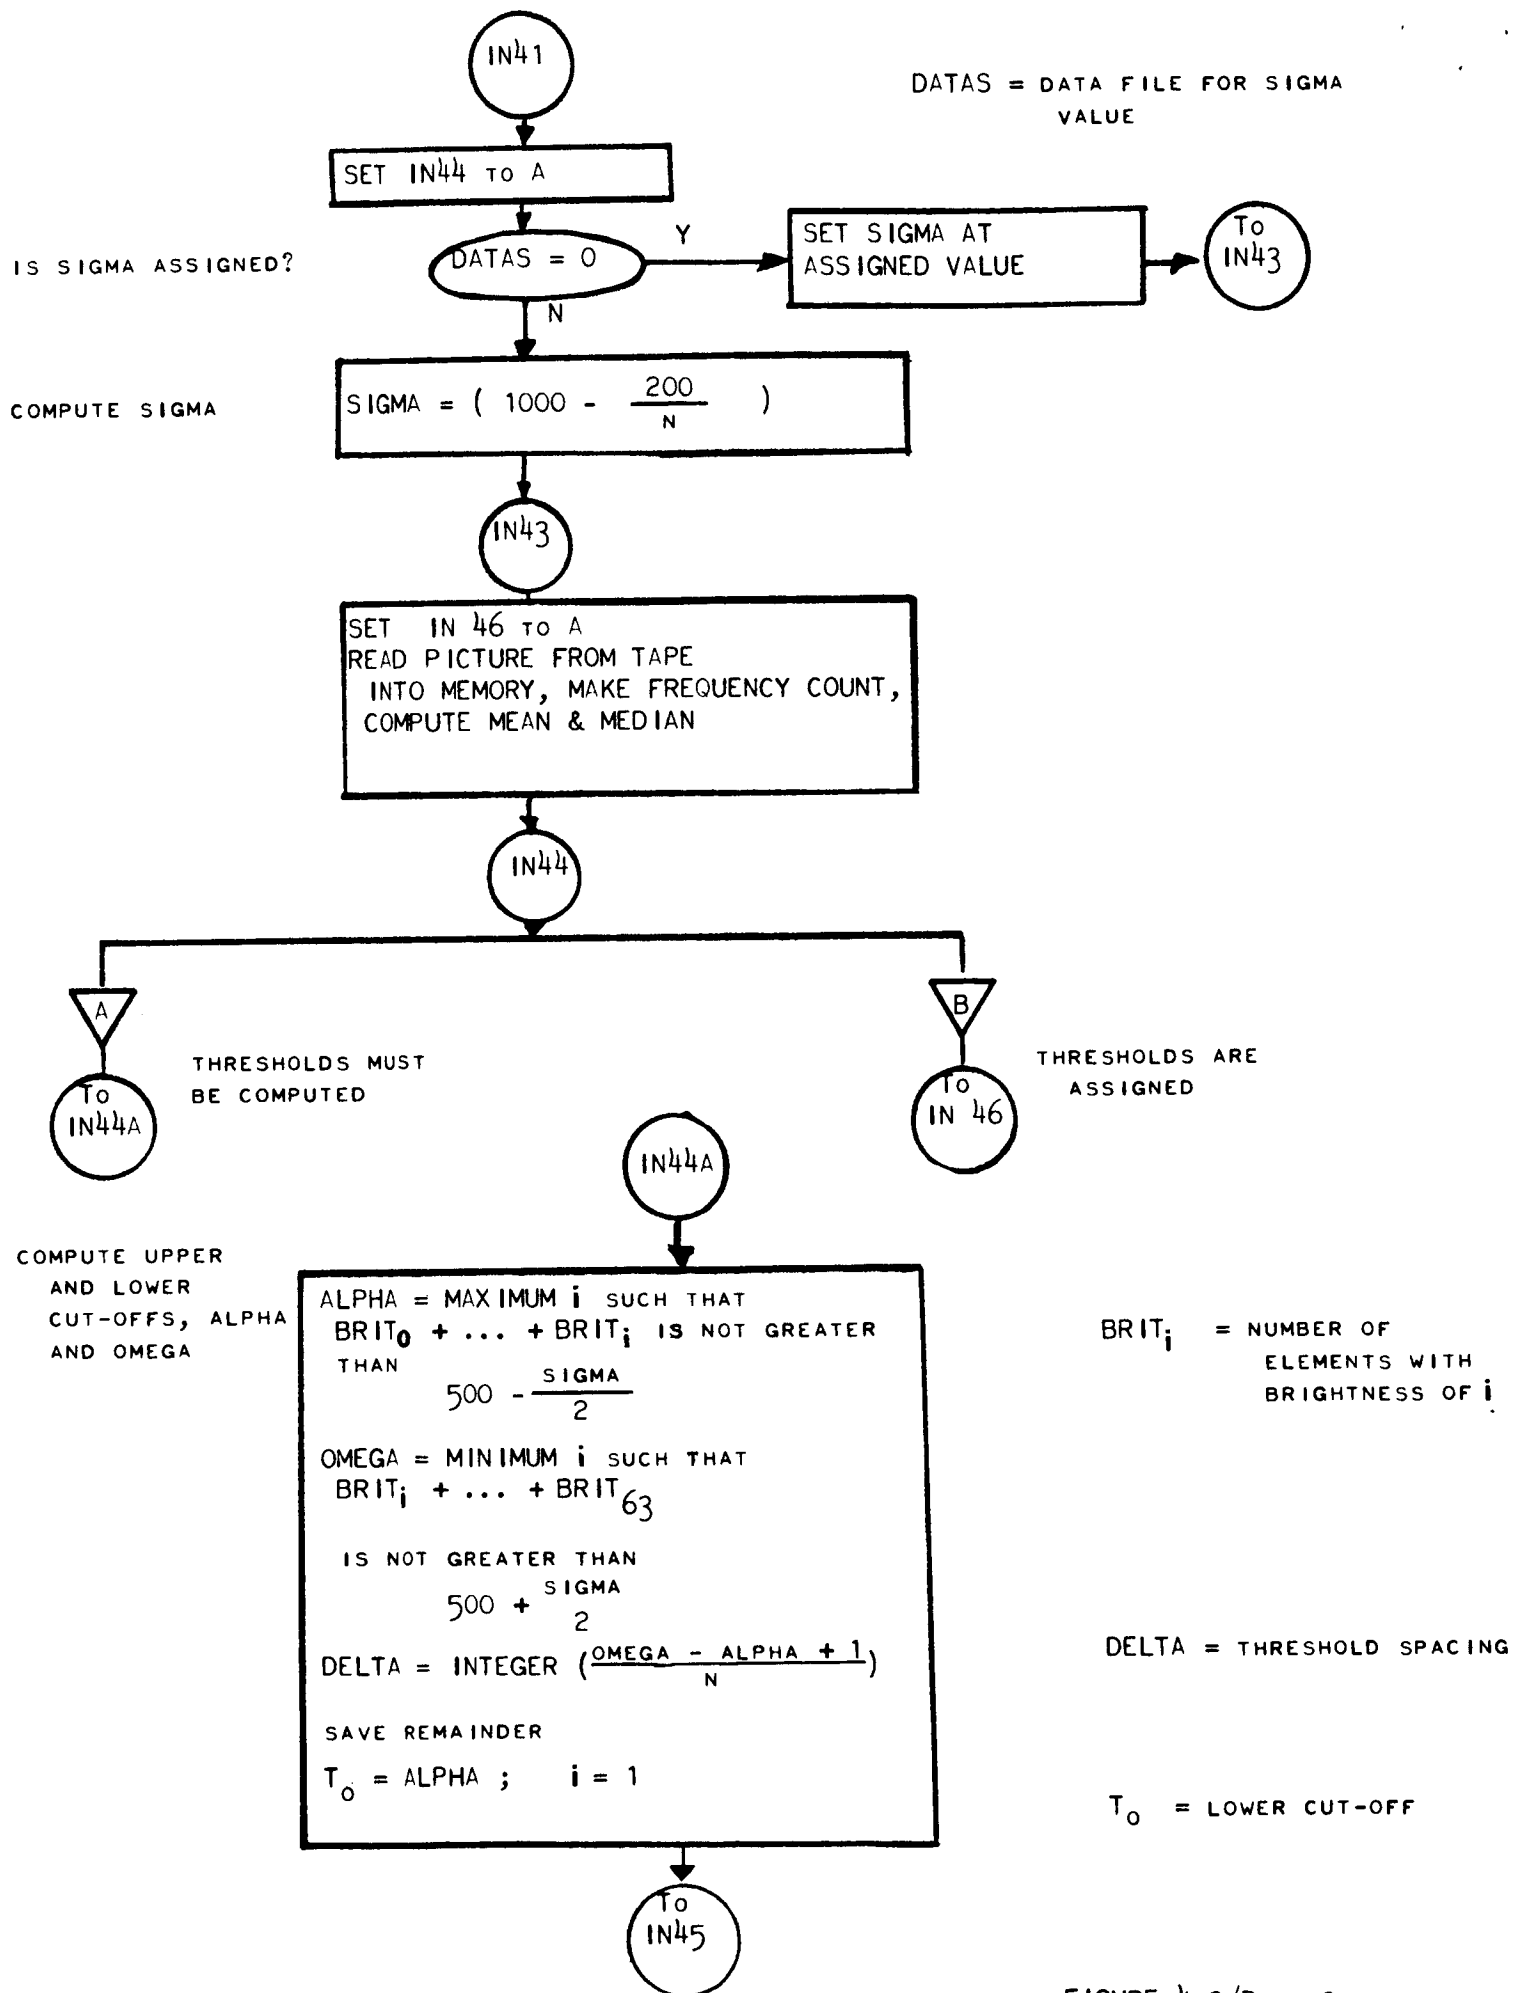 IN41
DATAS = DATA FILE FOR SIGMA
VALUE
SET IN44 TO A
IS SIGMA ASSIGNED?
DATAS = 0
Y
SET SIGMA AT
ASSIGNED VALUE
To
IN43
N
COMPUTE SIGMA
SIGMA = ( 1000 - 200 )
N
IN43
SET IN 46 TO A
READ PICTURE FROM TAPE
INTO MEMORY, MAKE FREQUENCY COUNT,
COMPUTE MEAN & MEDIAN
IN44
A
B
THRESHOLDS MUST
BE COMPUTED
THRESHOLDS ARE
ASSIGNED
To
IN44A
To
IN 46
IN44A
COMPUTE UPPER
AND LOWER
CUT-OFFS, ALPHA
AND OMEGA
ALPHA = MAXIMUM i SUCH THAT
BRIT0 + ... + BRITi IS NOT GREATER
THAN
500 - SIGMA
2
BRITi = NUMBER OF
ELEMENTS WITH
BRIGHTNESS OF i
OMEGA = MINIMUM i SUCH THAT
BRITi + ... + BRIT63
IS NOT GREATER THAN
500 + SIGMA
2
DELTA = INTEGER (OMEGA - ALPHA + 1)
N
DELTA = THRESHOLD SPACING
SAVE REMAINDER
To = ALPHA ; i = 1
To = LOWER CUT-OFF
To
IN45